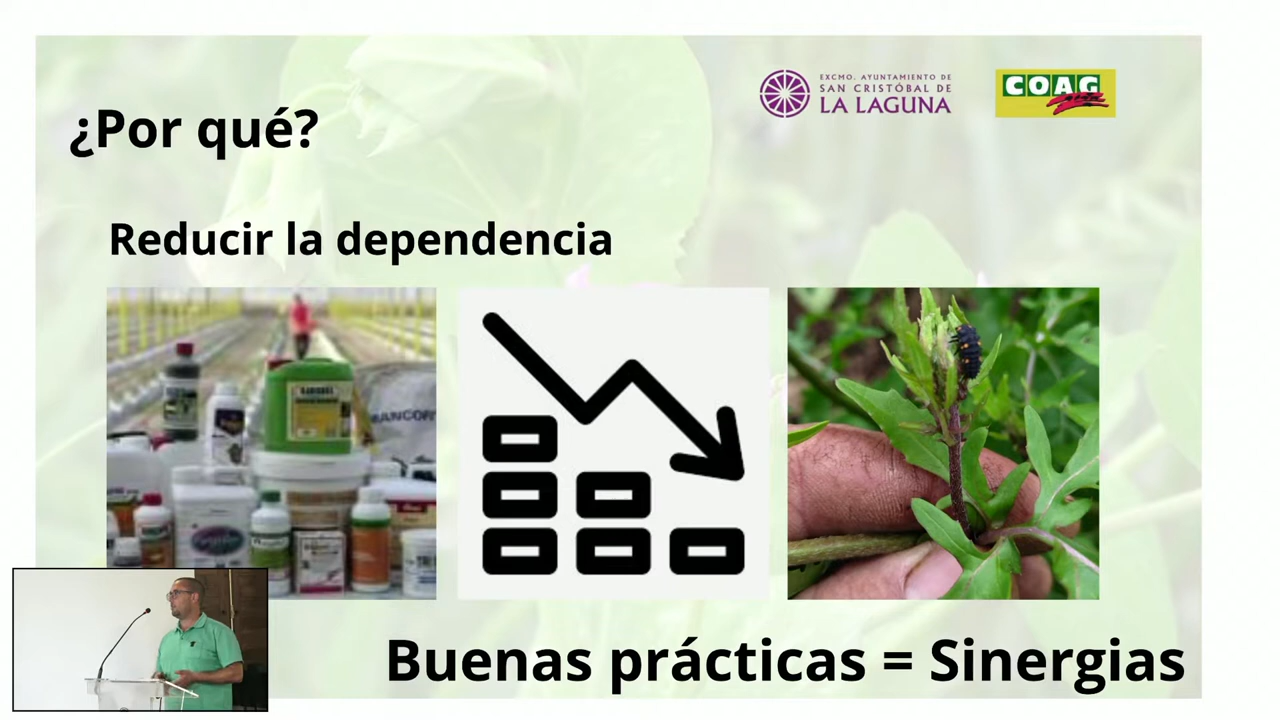 EXCMO. AYUNTAMIENTO DE
SAN CRISTÓBAL DE
LA LAGUNA
COAG
¿Por qué?
Reducir la dependencia
Buenas prácticas = Sinergias